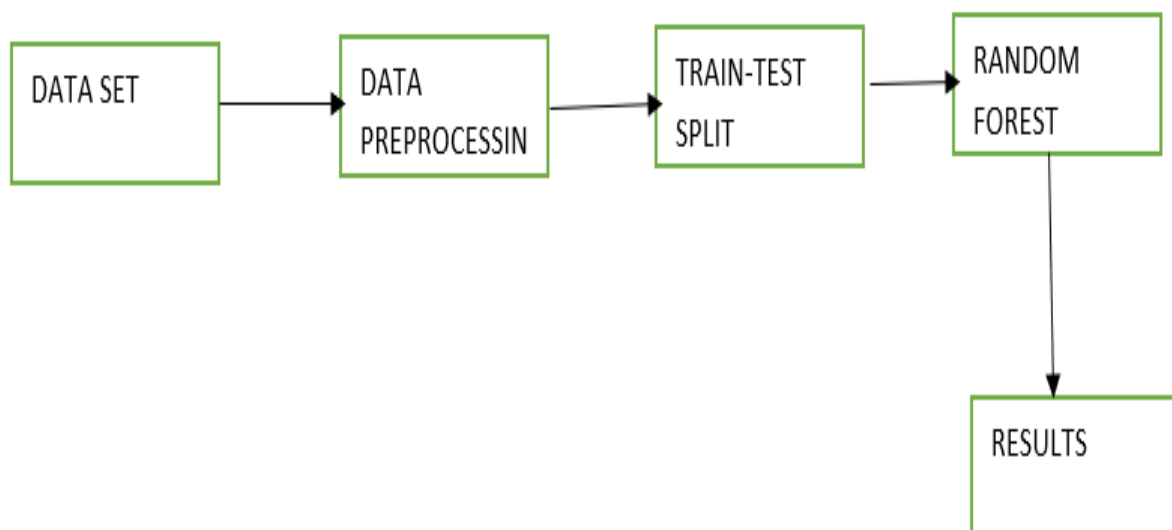 DATA SET
DATA
PREPROCESSIN
TRAIN-TEST
SPLIT
RANDOM
FOREST
RESULTS